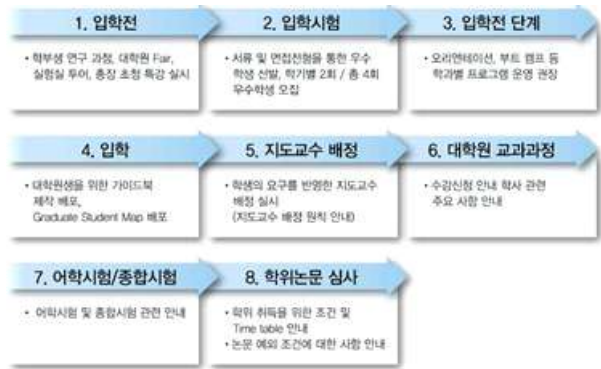 1. 입학전
• 학부생 연구 과정, 대학원 Fair,
실험실 투어, 총장 초청 특강 실시
2. 입학시험
• 서류 및 면접전형을 통한 우수
학생 선발, 학기별 2회 / 총 4회
우수학생 모집
3. 입학전 단계
• 오리엔테이션, 부트 캠프 등
학과별 프로그램 운영 권장
4. 입학
• 대학원생을 위한 가이드북
제작 배포,
Graduate Student Map 배포
5. 지도교수 배정
• 학생의 요구를 반영한 지도교수
배정 실시
(지도교수 배정 원칙 안내)
6. 대학원 교과과정
• 수강신청 안내 학사 관련
주요 사항 안내
7. 어학시험/종합시험
• 어학시험 및 종합시험 관련 안내
8. 학위논문 심사
• 학위 취득을 위한 조건 및
Time table 안내
• 논문 예외 조건에 대한 사항 안내